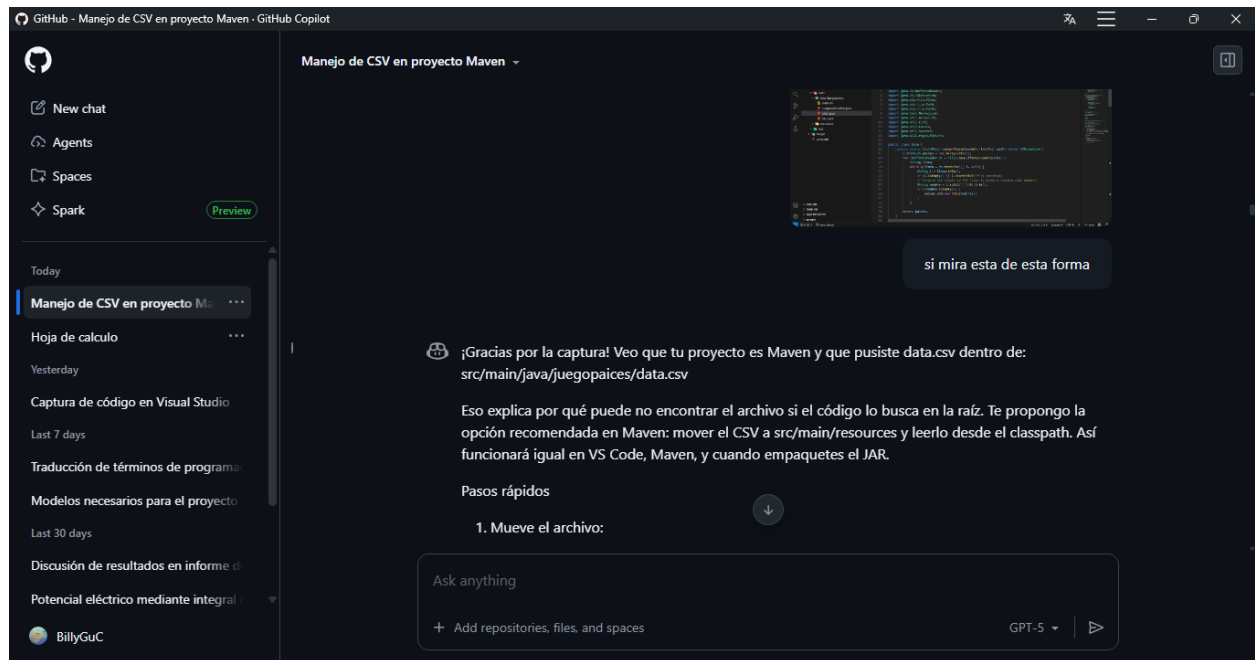 GitHub - Manejo de CSV en proyecto Maven · GitHub Copilot
New chat
Agents
Spaces
Spark Preview
Today
Manejo de CSV en proyecto Ma
Hoja de calculo
Yesterday
Captura de código en Visual Studio
Last 7 days
Traducción de términos de programa
Modelos necesarios para el proyecto
Last 30 days
Discusión de resultados en informe d
Potencial eléctrico mediante integral
BillyGuC
Manejo de CSV en proyecto Maven
si mira esta de esta forma
¡Gracias por la captura! Veo que tu proyecto es Maven y que pusiste data.csv dentro de:
src/main/java/juegopaices/data.csv
Eso explica por qué puede no encontrar el archivo si el código lo busca en la raíz. Te propongo la
opción recomendada en Maven: mover el CSV a src/main/resources y leerlo desde el classpath. Así
funcionará igual en VS Code, Maven, y cuando empaquetes el JAR.
Pasos rápidos
1. Mueve el archivo:
Ask anything
+ Add repositories, files, and spaces
GPT-5